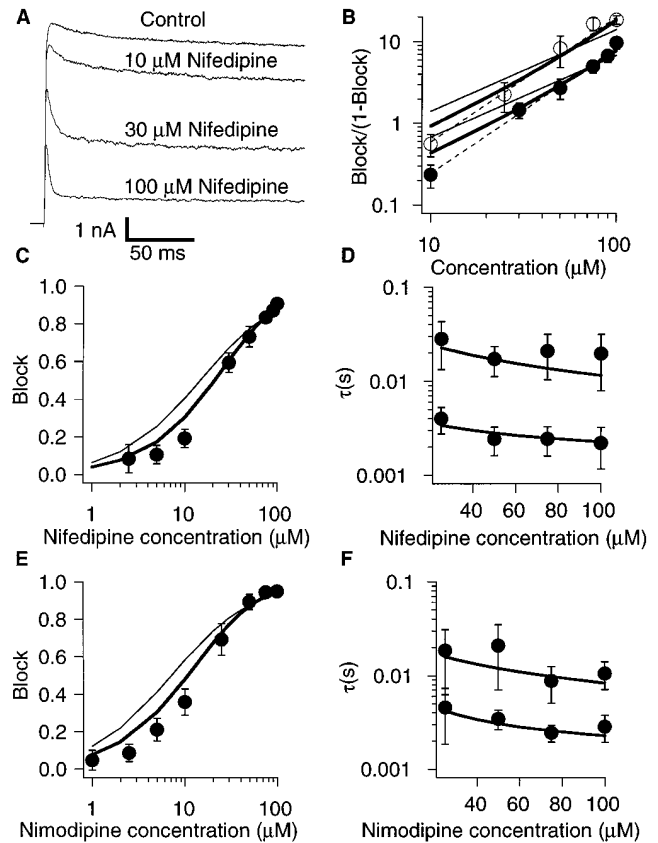 A
Control
10 μM Nifedipine
30 μM Nifedipine
100 μM Nifedipine
1 nA
50 ms
B
Block/(1-Block)
10
1
0.1
10
100
Concentration (μM)
C
Block
1.0
0.8
0.6
0.4
0.2
0.0
1
10
100
Nifedipine concentration (μM)
D
τ(s)
0.1
0.01
0.001
40
60
80
100
Nifedipine concentration (μM)
E
Block
1.0
0.8
0.6
0.4
0.2
0.0
1
10
100
Nimodipine concentration (μM)
F
τ(s)
0.1
0.01
0.001
40
60
80
100
Nimodipine concentration (μM)